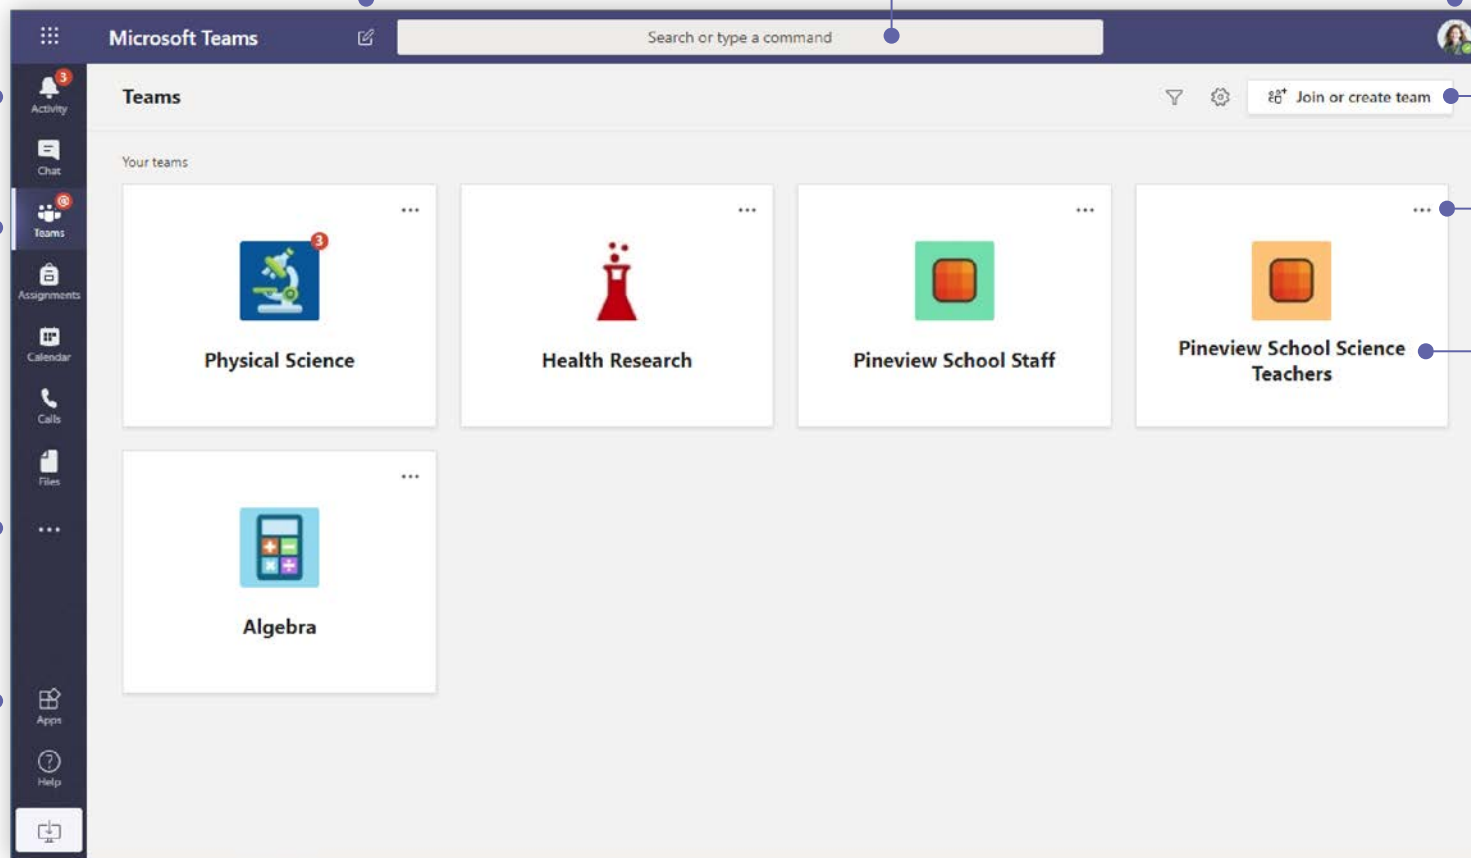 Microsoft Teams
Search or type a command
3
Activity
Chat
@
Teams
Assignments
Calendar
Calls
Files
Apps
Help
Teams
Join or create team
Your teams
3
Physical Science
Health Research
Pineview School Staff
Pineview School Science
Teachers
Algebra